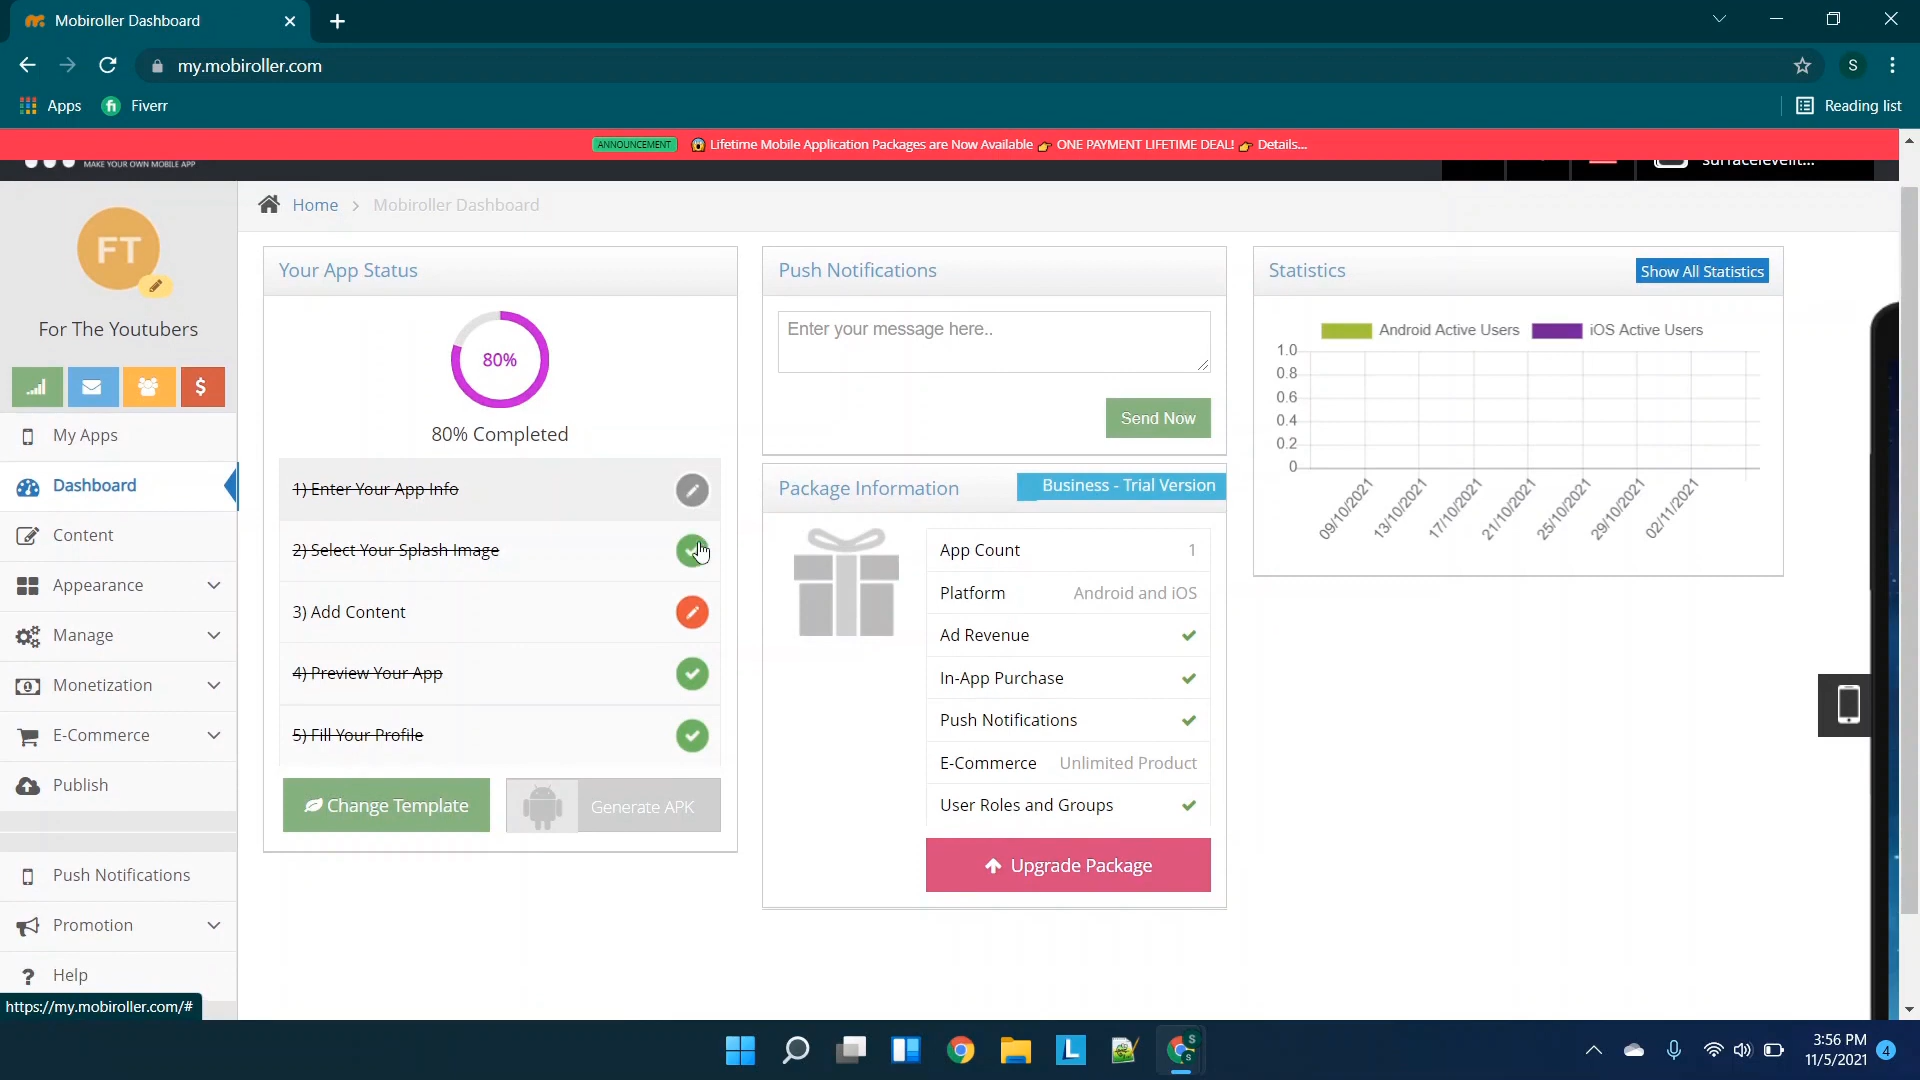 Mobiroller Dashboard
my.mobiroller.com
S
Apps
Fiverr
Reading list
ANNOUNCEMENT
Lifetime Mobile Application Packages are Now Available 👉 ONE PAYMENT LIFETIME DEAL! 👉 Details...
MAKE YOUR OWN MOBILE APP
surfacelevelit...
Home > Mobiroller Dashboard
FT
For The Youtubers
$
My Apps
Dashboard
Content
Appearance
Manage
Monetization
E-Commerce
Publish
Push Notifications
Promotion
? Help
https://my.mobiroller.com/#
Your App Status
80%
80% Completed
1) Enter Your App Info
2) Select Your Splash Image
3) Add Content
4) Preview Your App
5) Fill Your Profile
Change Template
Generate APK
Push Notifications
Enter your message here..
Send Now
Package Information
Business - Trial Version
App Count 1
Platform Android and iOS
Ad Revenue
In-App Purchase
Push Notifications
E-Commerce Unlimited Product
User Roles and Groups
Upgrade Package
Statistics
Show All Statistics
Android Active Users
iOS Active Users
1.0
0.8
0.6
0.4
0.2
0
09/10/2021
13/10/2021
17/10/2021
21/10/2021
25/10/2021
29/10/2021
02/11/2021
L
S
S
3:56 PM
11/5/2021
4